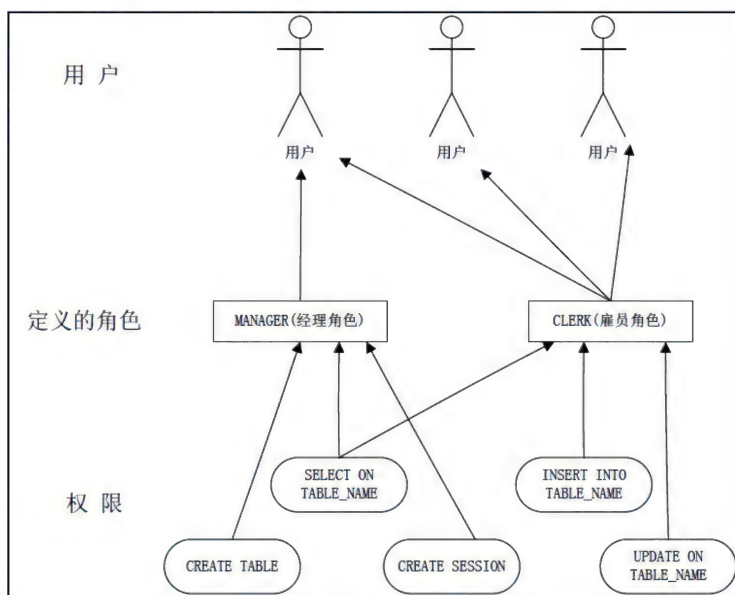 用 户
用户
用户
用户
定义的角色
MANAGER(经理角色)
CLERK(雇员角色)
SELECT ON
TABLE_NAME
INSERT INTO
TABLE_NAME
权 限
CREATE TABLE
CREATE SESSION
UPDATE ON
TABLE_NAME